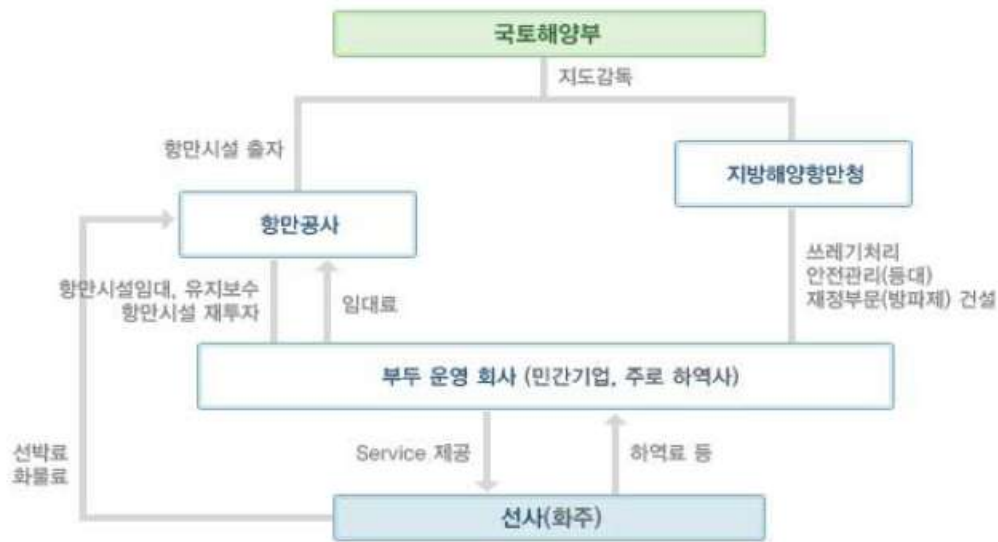 국토해양부
지도감독
항만시설 출자
지방해양항만청
항만공사
쓰레기처리
안전관리(등대)
재정부문(방파제) 건설
항만시설임대, 유지보수
항만시설 재투자
임대료
부두 운영 회사 (민간기업, 주로 하역사)
선박료
화물료
Service 제공
하역료 등
선사(화주)